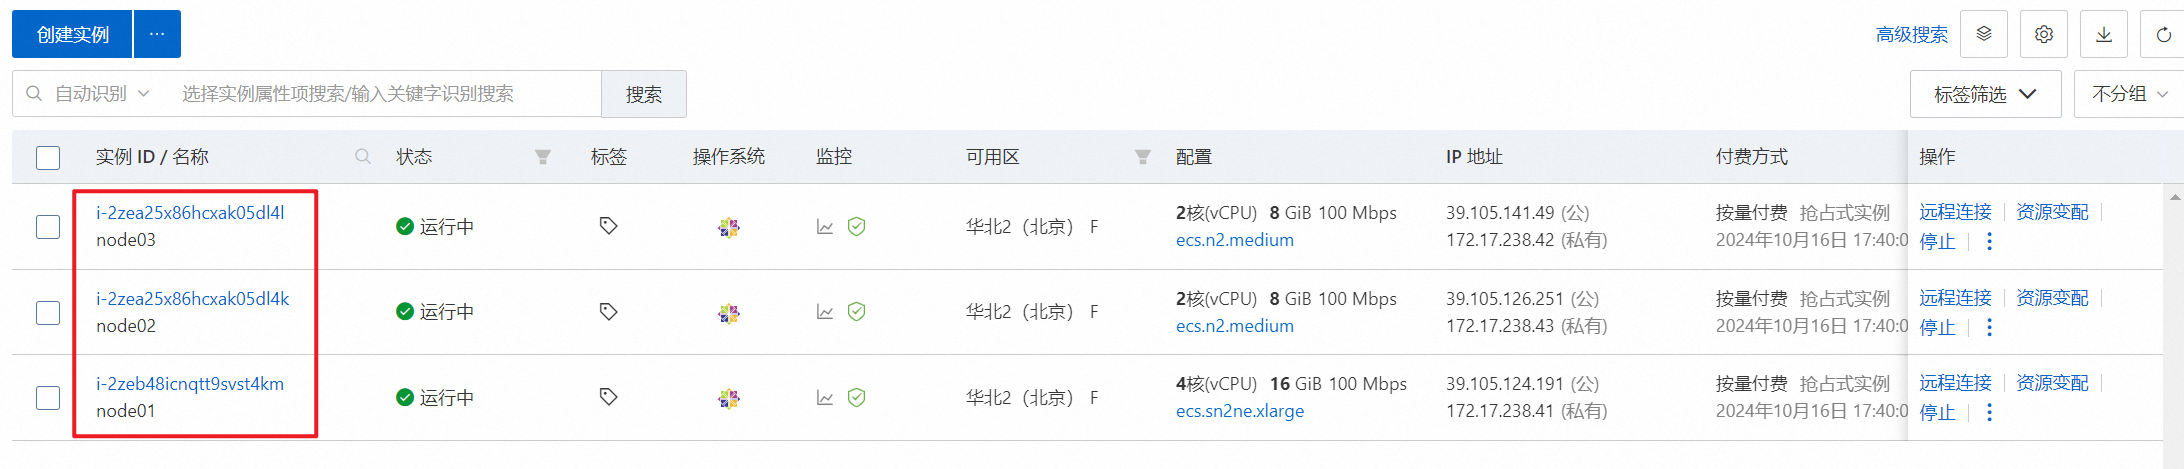 创建实例 ··· 高级搜索
自动识别 选择实例属性项搜索/输入关键字识别搜索 搜索 标签筛选 不分组
实例 ID / 名称 状态 标签 操作系统 监控 可用区 配置 IP 地址 付费方式 操作
i-2zea25x86hcxak05dl4l
node03
运行中
华北2（北京） F
2核(vCPU) 8 GiB 100 Mbps
ecs.n2.medium
39.105.141.49 (公)
172.17.238.42 (私有)
按量付费 抢占式实例
2024年10月16日 17:40:0
远程连接 资源变配
停止
i-2zea25x86hcxak05dl4k
node02
运行中
华北2（北京） F
2核(vCPU) 8 GiB 100 Mbps
ecs.n2.medium
39.105.126.251 (公)
172.17.238.43 (私有)
按量付费 抢占式实例
2024年10月16日 17:40:0
远程连接 资源变配
停止
i-2zeb48icnqtt9svst4km
node01
运行中
华北2（北京） F
4核(vCPU) 16 GiB 100 Mbps
ecs.sn2ne.xlarge
39.105.124.191 (公)
172.17.238.41 (私有)
按量付费 抢占式实例
2024年10月16日 17:40:0
远程连接 资源变配
停止